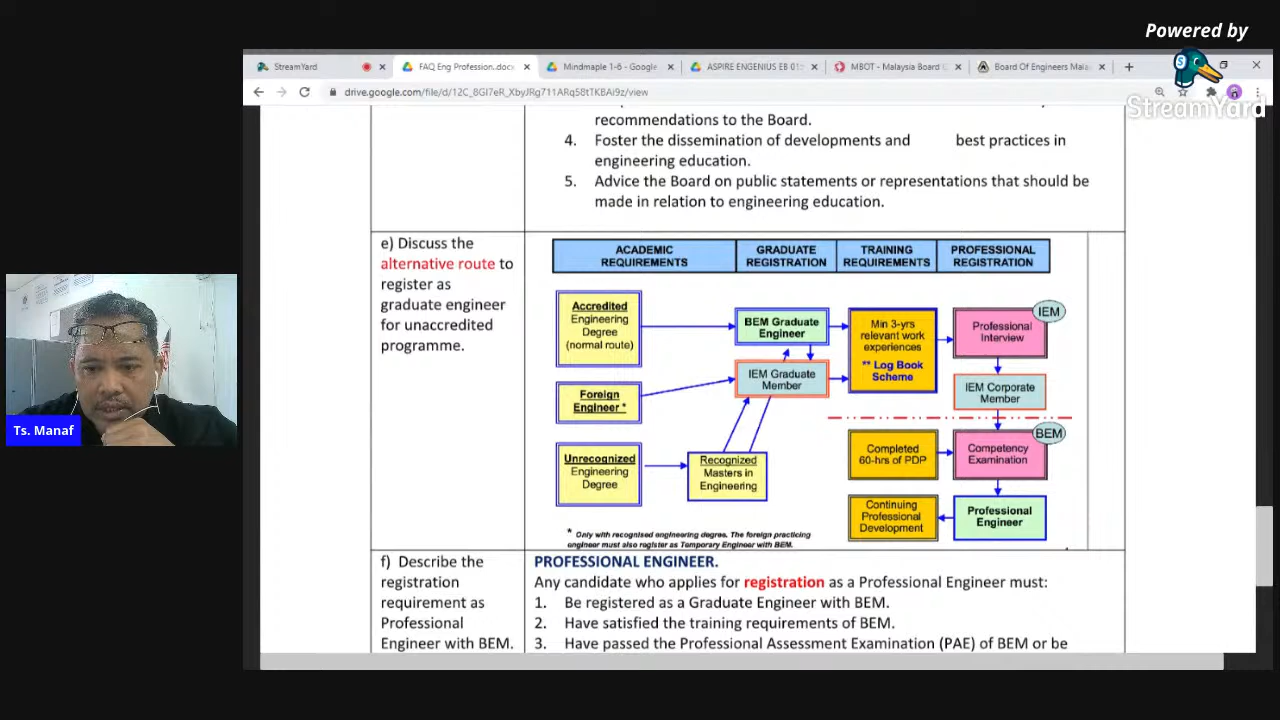 Powered by
StreamYard
StreamYard
FAQ Eng Profession..docx
Mindmaple 1-6 - Google
ASPIRE ENGENIUS EB 01
MBOT - Malaysia Board
Board Of Engineers Mala
drive.google.com/file/d/12C_8GI7eR_XbyJRg711ARq58tTKBAi9z/view
recommendations to the Board.
4. Foster the dissemination of developments and best practices in
engineering education.
5. Advice the Board on public statements or representations that should be
made in relation to engineering education.
e) Discuss the
alternative route to
register as
graduate engineer
for unaccredited
programme.
ACADEMIC
REQUIREMENTS
GRADUATE
REGISTRATION
TRAINING
REQUIREMENTS
PROFESSIONAL
REGISTRATION
Accredited
Engineering
Degree
(normal route)
BEM Graduate
Engineer
Min 3-yrs
relevant work
experiences
** Log Book
Scheme
IEM
Professional
Interview
IEM Graduate
Member
Foreign
Engineer *
IEM Corporate
Member
BEM
Unrecognized
Engineering
Degree
Recognized
Masters in
Engineering
Completed
60-hrs of PDP
Competency
Examination
Continuing
Professional
Development
Professional
Engineer
* Only with recognised engineering degree. The foreign practicing
engineer must also register as Temporary Engineer with BEM.
f) Describe the
registration
requirement as
Professional
Engineer with BEM.
PROFESSIONAL ENGINEER.
Any candidate who applies for registration as a Professional Engineer must:
1. Be registered as a Graduate Engineer with BEM.
2. Have satisfied the training requirements of BEM.
3. Have passed the Professional Assessment Examination (PAE) of BEM or be
Ts. Manaf